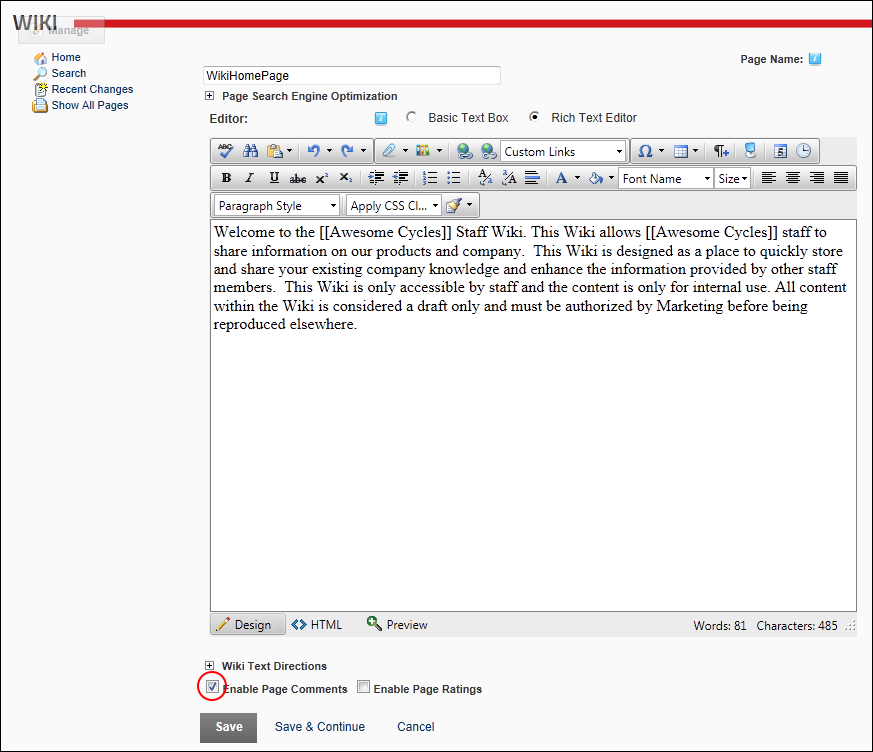 WIKI
Manage
Home
Search
Recent Changes
Show All Pages
Page Name:
WikiHomePage
Page Search Engine Optimization
Editor: Basic Text Box Rich Text Editor
ABC Custom Links Ω 5
B I U abc x² x₂ A Font Name Size
Paragraph Style Apply CSS Cl...
Welcome to the [[Awesome Cycles]] Staff Wiki. This Wiki allows [[Awesome Cycles]] staff to
share information on our products and company.  This Wiki is designed as a place to quickly store
and share your existing company knowledge and enhance the information provided by other staff
members.  This Wiki is only accessible by staff and the content is only for internal use. All content
within the Wiki is considered a draft only and must be authorized by Marketing before being
reproduced elsewhere.
Design HTML Preview Words: 81 Characters: 485
Wiki Text Directions
Enable Page Comments Enable Page Ratings
Save Save & Continue Cancel